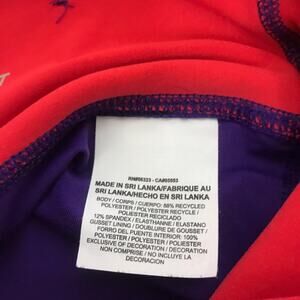 RN#56323 - CA#05553
MADE IN SRI LANKA/FABRIQUE AU
SRI LANKA/HECHO EN SRI LANKA
BODY / CORPS / CUERPO: 88% RECYCLED
POLYESTER / POLYESTER RECYCLE /
POLIESTER RECICLADO
12% SPANDEX / ELASTHANNE / ELASTANO
GUSSET LINING / DOUBLURE DE GOUSSET /
FORRO DEL PUENTE INTERIOR: 100%
POLYESTER / POLYESTER / POLIESTER
EXCLUSIVE OF DECORATION / DECORATION
NON COMPRISE / NO INCLUYE LA
DECORACION